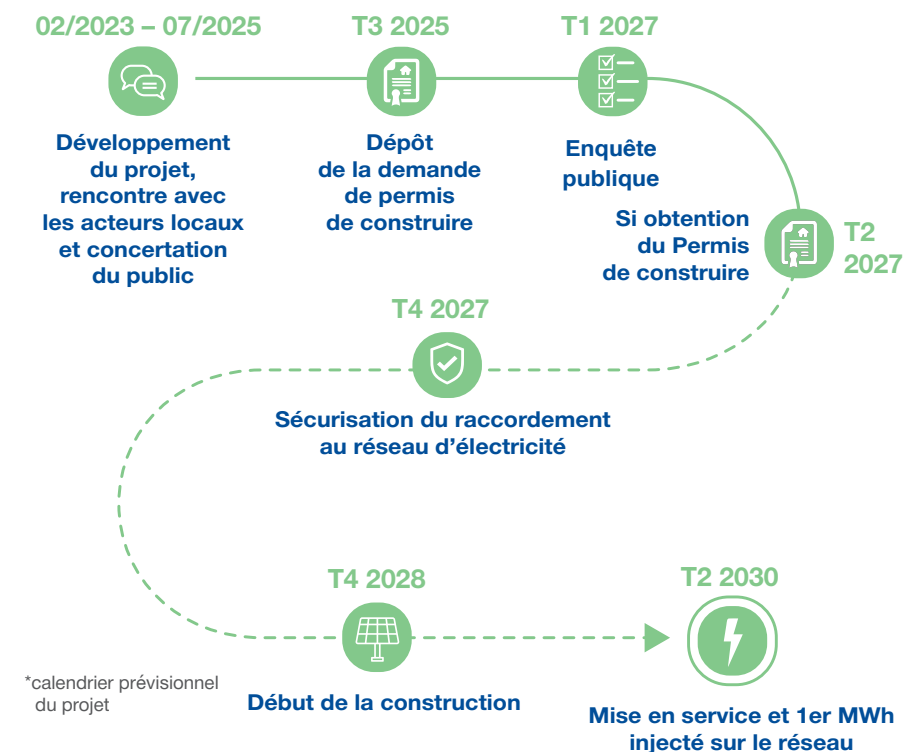 02/2023 – 07/2025
Développement
du projet,
rencontre avec
les acteurs locaux
et concertation
du public
T3 2025
Dépôt
de la demande
de permis
de construire
T1 2027
Enquête
publique
T2
2027
Si obtention
du Permis
de construire
T4 2027
Sécurisation du raccordement
au réseau d’électricité
T4 2028
Début de la construction
T2 2030
Mise en service et 1er MWh
injecté sur le réseau
*calendrier prévisionnel
du projet